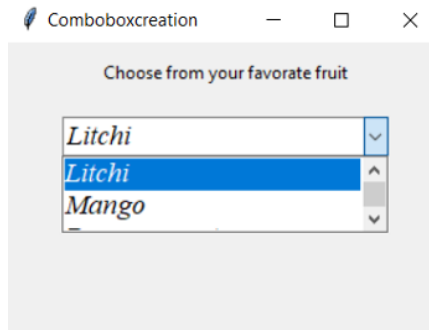 Comboboxcreation
Choose from your favorate fruit
Litchi
Litchi
Mango